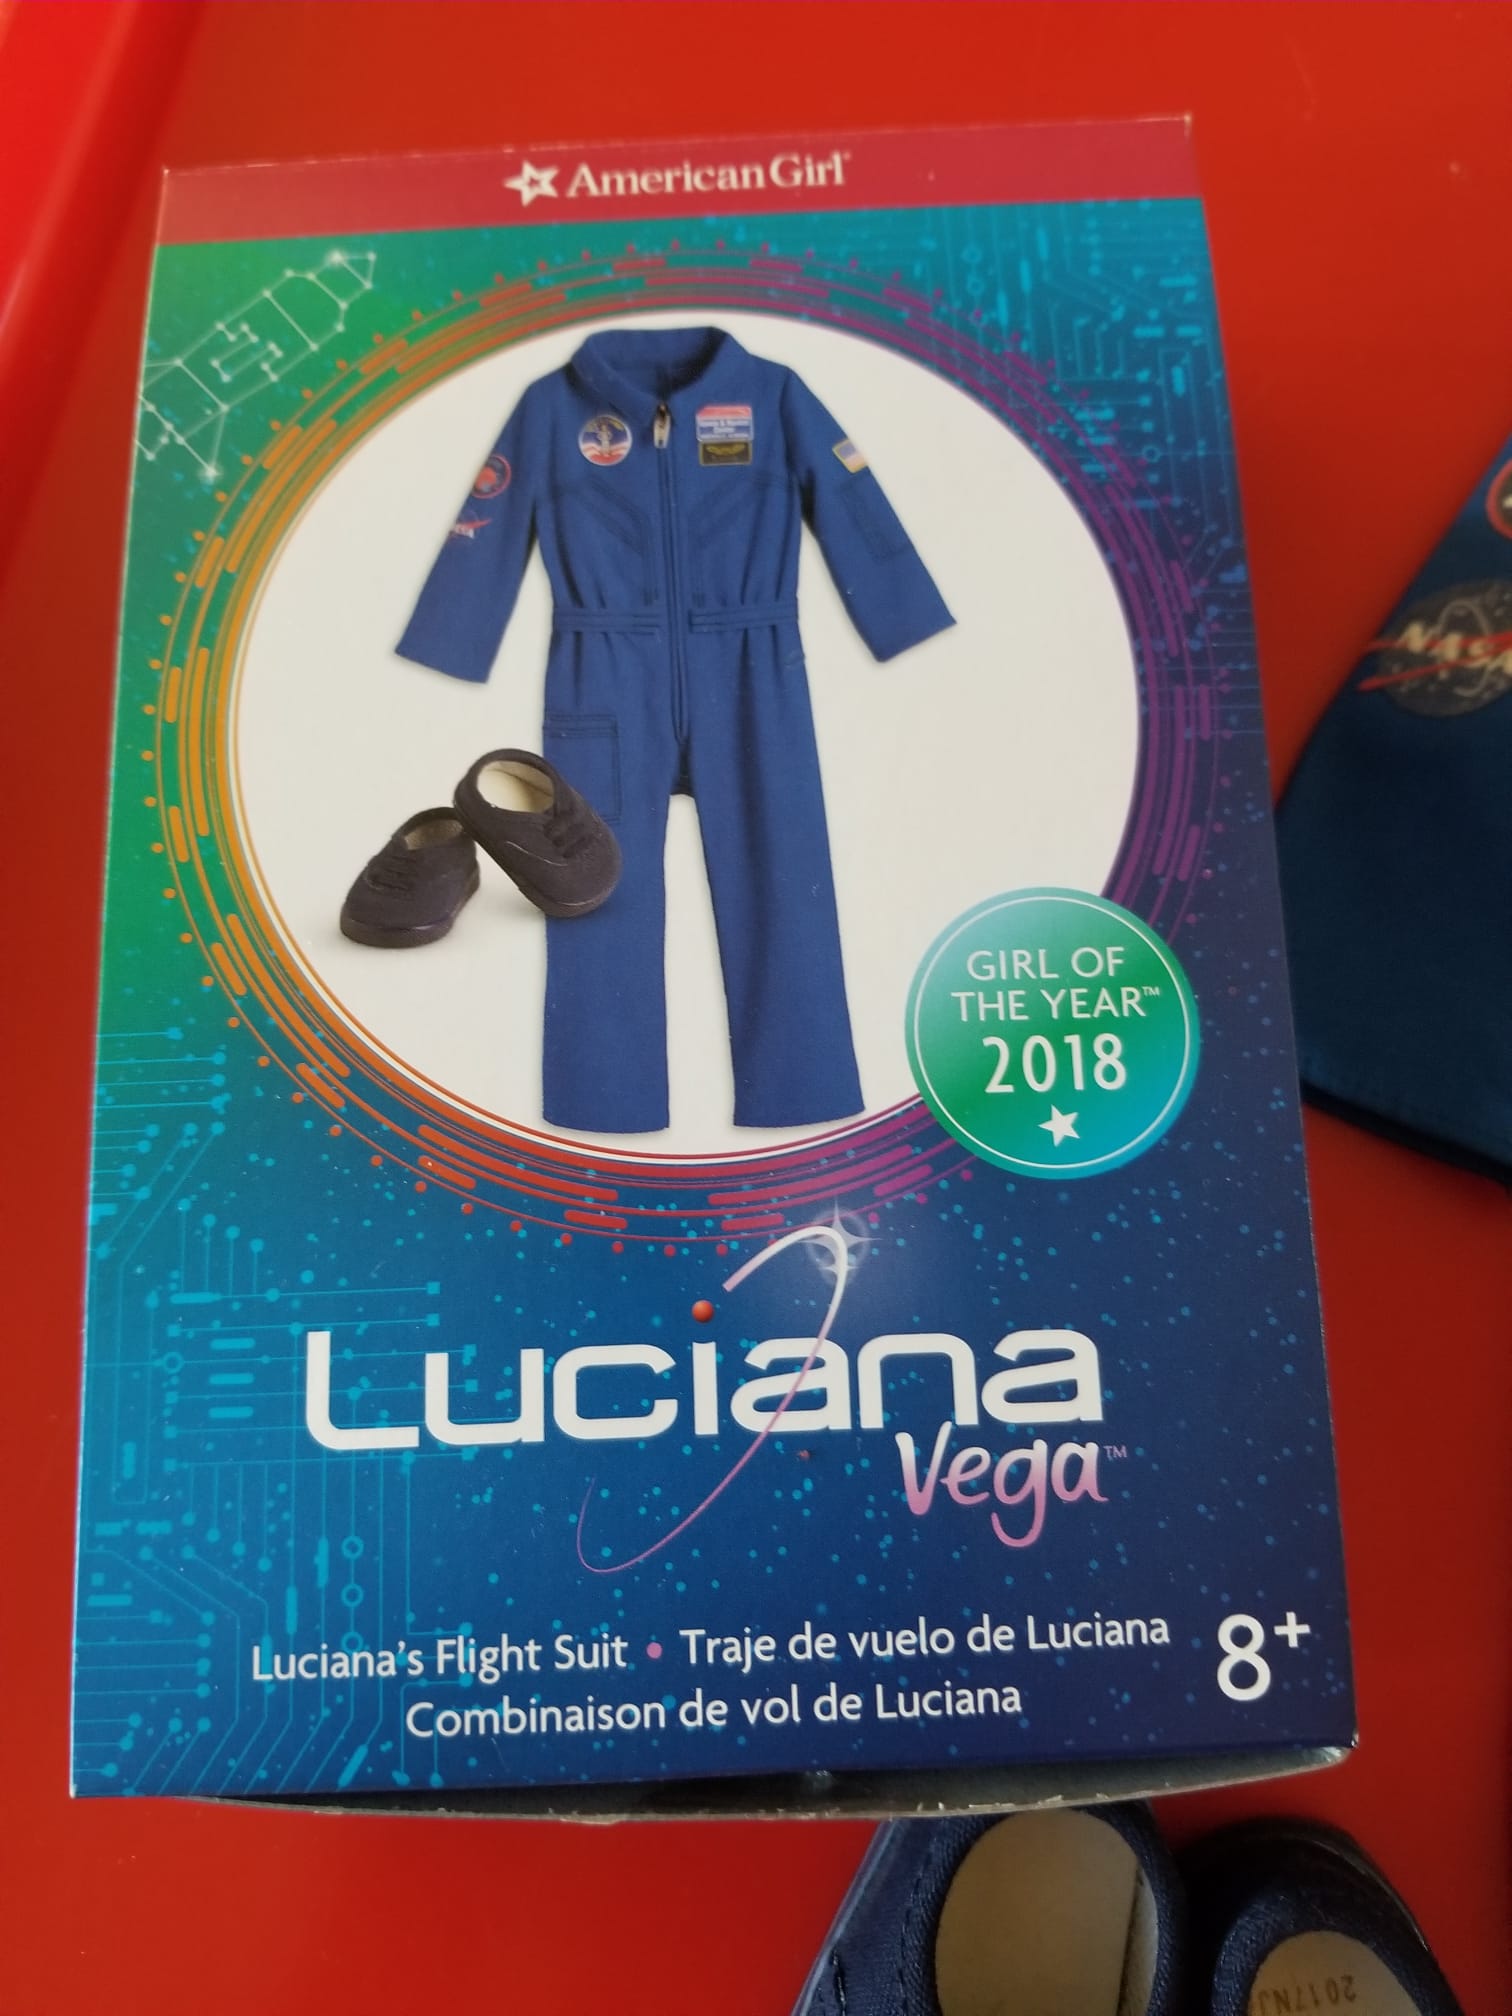 American Girl®
GIRL OF
THE YEAR™
2018
Luciana
Vega™
Luciana's Flight Suit • Traje de vuelo de Luciana
Combinaison de vol de Luciana
8+
NASA
2017NJ